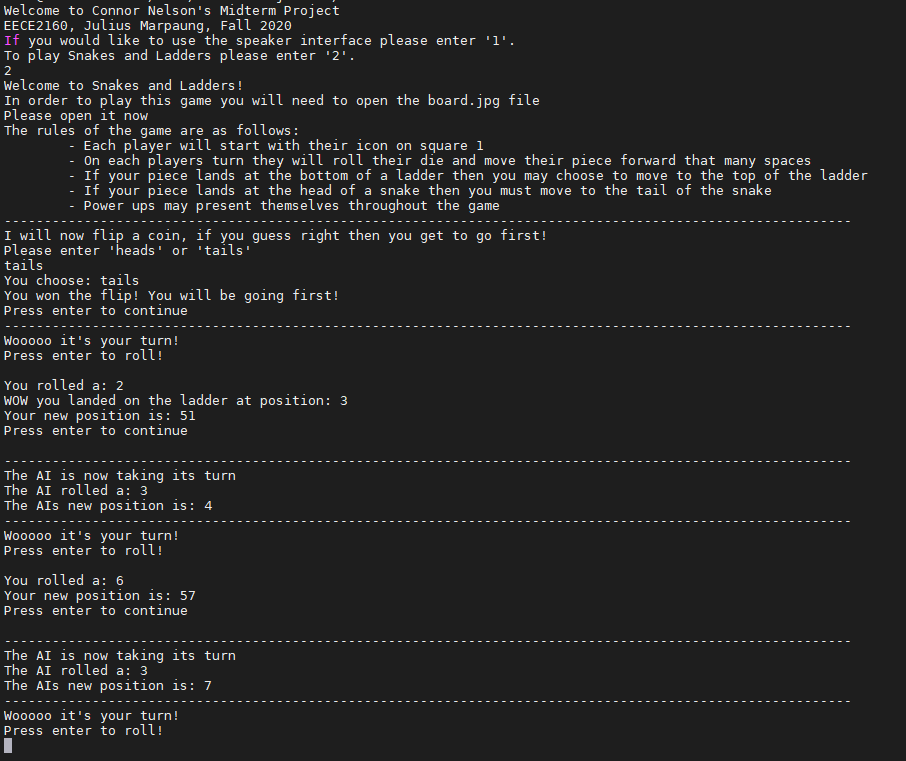 Welcome to Connor Nelson's Midterm Project
EECE2160, Julius Marpaung, Fall 2020
If you would like to use the speaker interface please enter '1'.
To play Snakes and Ladders please enter '2'.
2
Welcome to Snakes and Ladders!
In order to play this game you will need to open the board.jpg file
Please open it now
The rules of the game are as follows:
- Each player will start with their icon on square 1
- On each players turn they will roll their die and move their piece forward that many spaces
- If your piece lands at the bottom of a ladder then you may choose to move to the top of the ladder
- If your piece lands at the head of a snake then you must move to the tail of the snake
- Power ups may present themselves throughout the game
----------------------------------------------------------------------------------------------------------
I will now flip a coin, if you guess right then you get to go first!
Please enter 'heads' or 'tails'
tails
You choose: tails
You won the flip! You will be going first!
Press enter to continue
----------------------------------------------------------------------------------------------------------
Wooooo it's your turn!
Press enter to roll!
You rolled a: 2
WOW you landed on the ladder at position: 3
Your new position is: 51
Press enter to continue
----------------------------------------------------------------------------------------------------------
The AI is now taking its turn
The AI rolled a: 3
The AIs new position is: 4
----------------------------------------------------------------------------------------------------------
Wooooo it's your turn!
Press enter to roll!
You rolled a: 6
Your new position is: 57
Press enter to continue
----------------------------------------------------------------------------------------------------------
The AI is now taking its turn
The AI rolled a: 3
The AIs new position is: 7
----------------------------------------------------------------------------------------------------------
Wooooo it's your turn!
Press enter to roll!